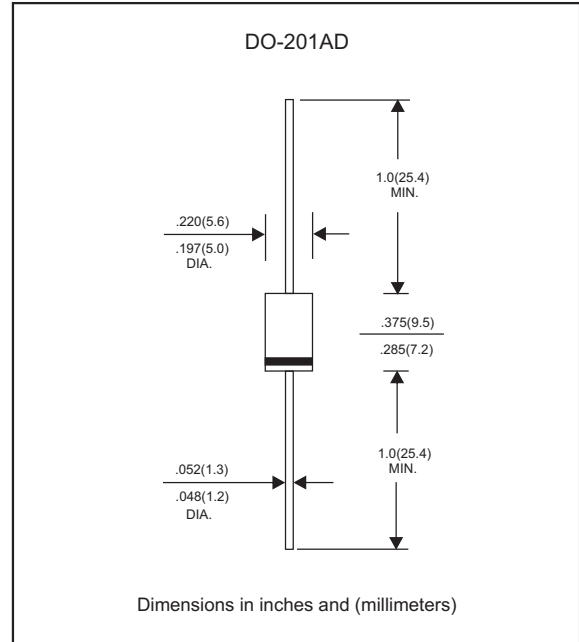 DO-201AD
1.0(25.4)
MIN.
.220(5.6)
.197(5.0)
DIA.
.375(9.5)
.285(7.2)
1.0(25.4)
MIN.
.052(1.3)
.048(1.2)
DIA.
Dimensions in inches and (millimeters)